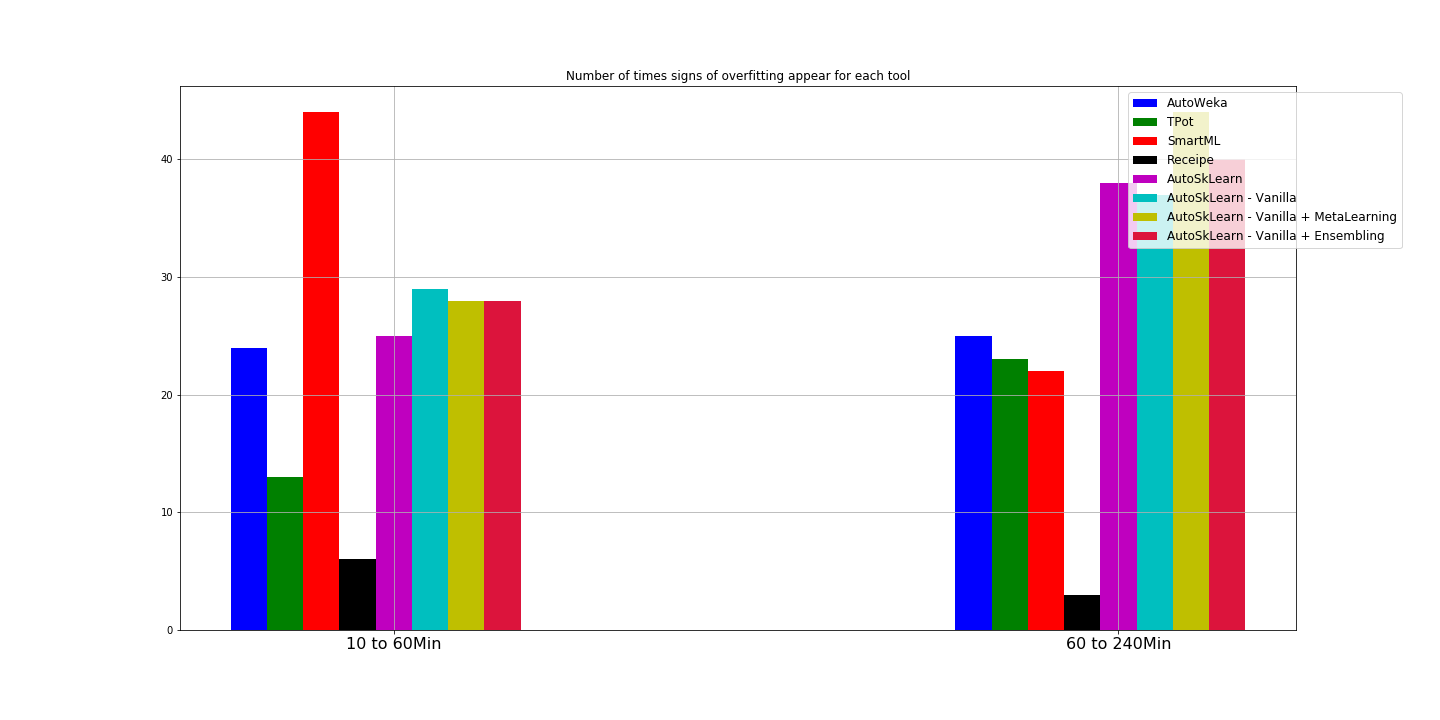 Number of times signs of overfitting appear for each tool
AutoWeka
TPot
SmartML
Receipe
AutoSkLearn
AutoSkLearn - Vanilla
AutoSkLearn - Vanilla + MetaLearning
AutoSkLearn - Vanilla + Ensembling
40
30
20
10
0
10 to 60Min
60 to 240Min